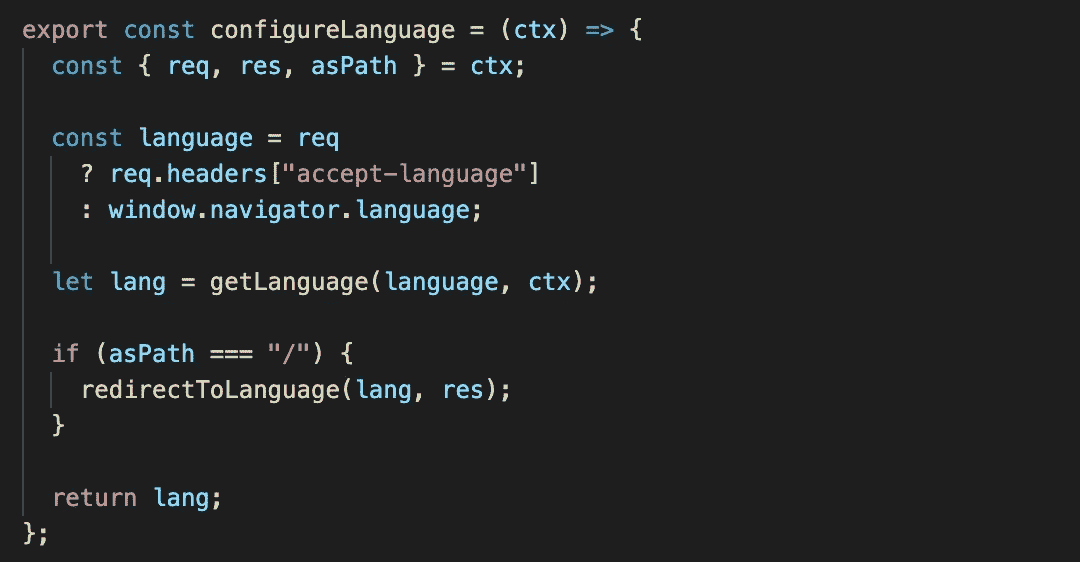 export const configureLanguage = (ctx) => {
  const { req, res, asPath } = ctx;

  const language = req
    ? req.headers["accept-language"]
    : window.navigator.language;

  let lang = getLanguage(language, ctx);

  if (asPath === "/") {
    redirectToLanguage(lang, res);
  }

  return lang;
};